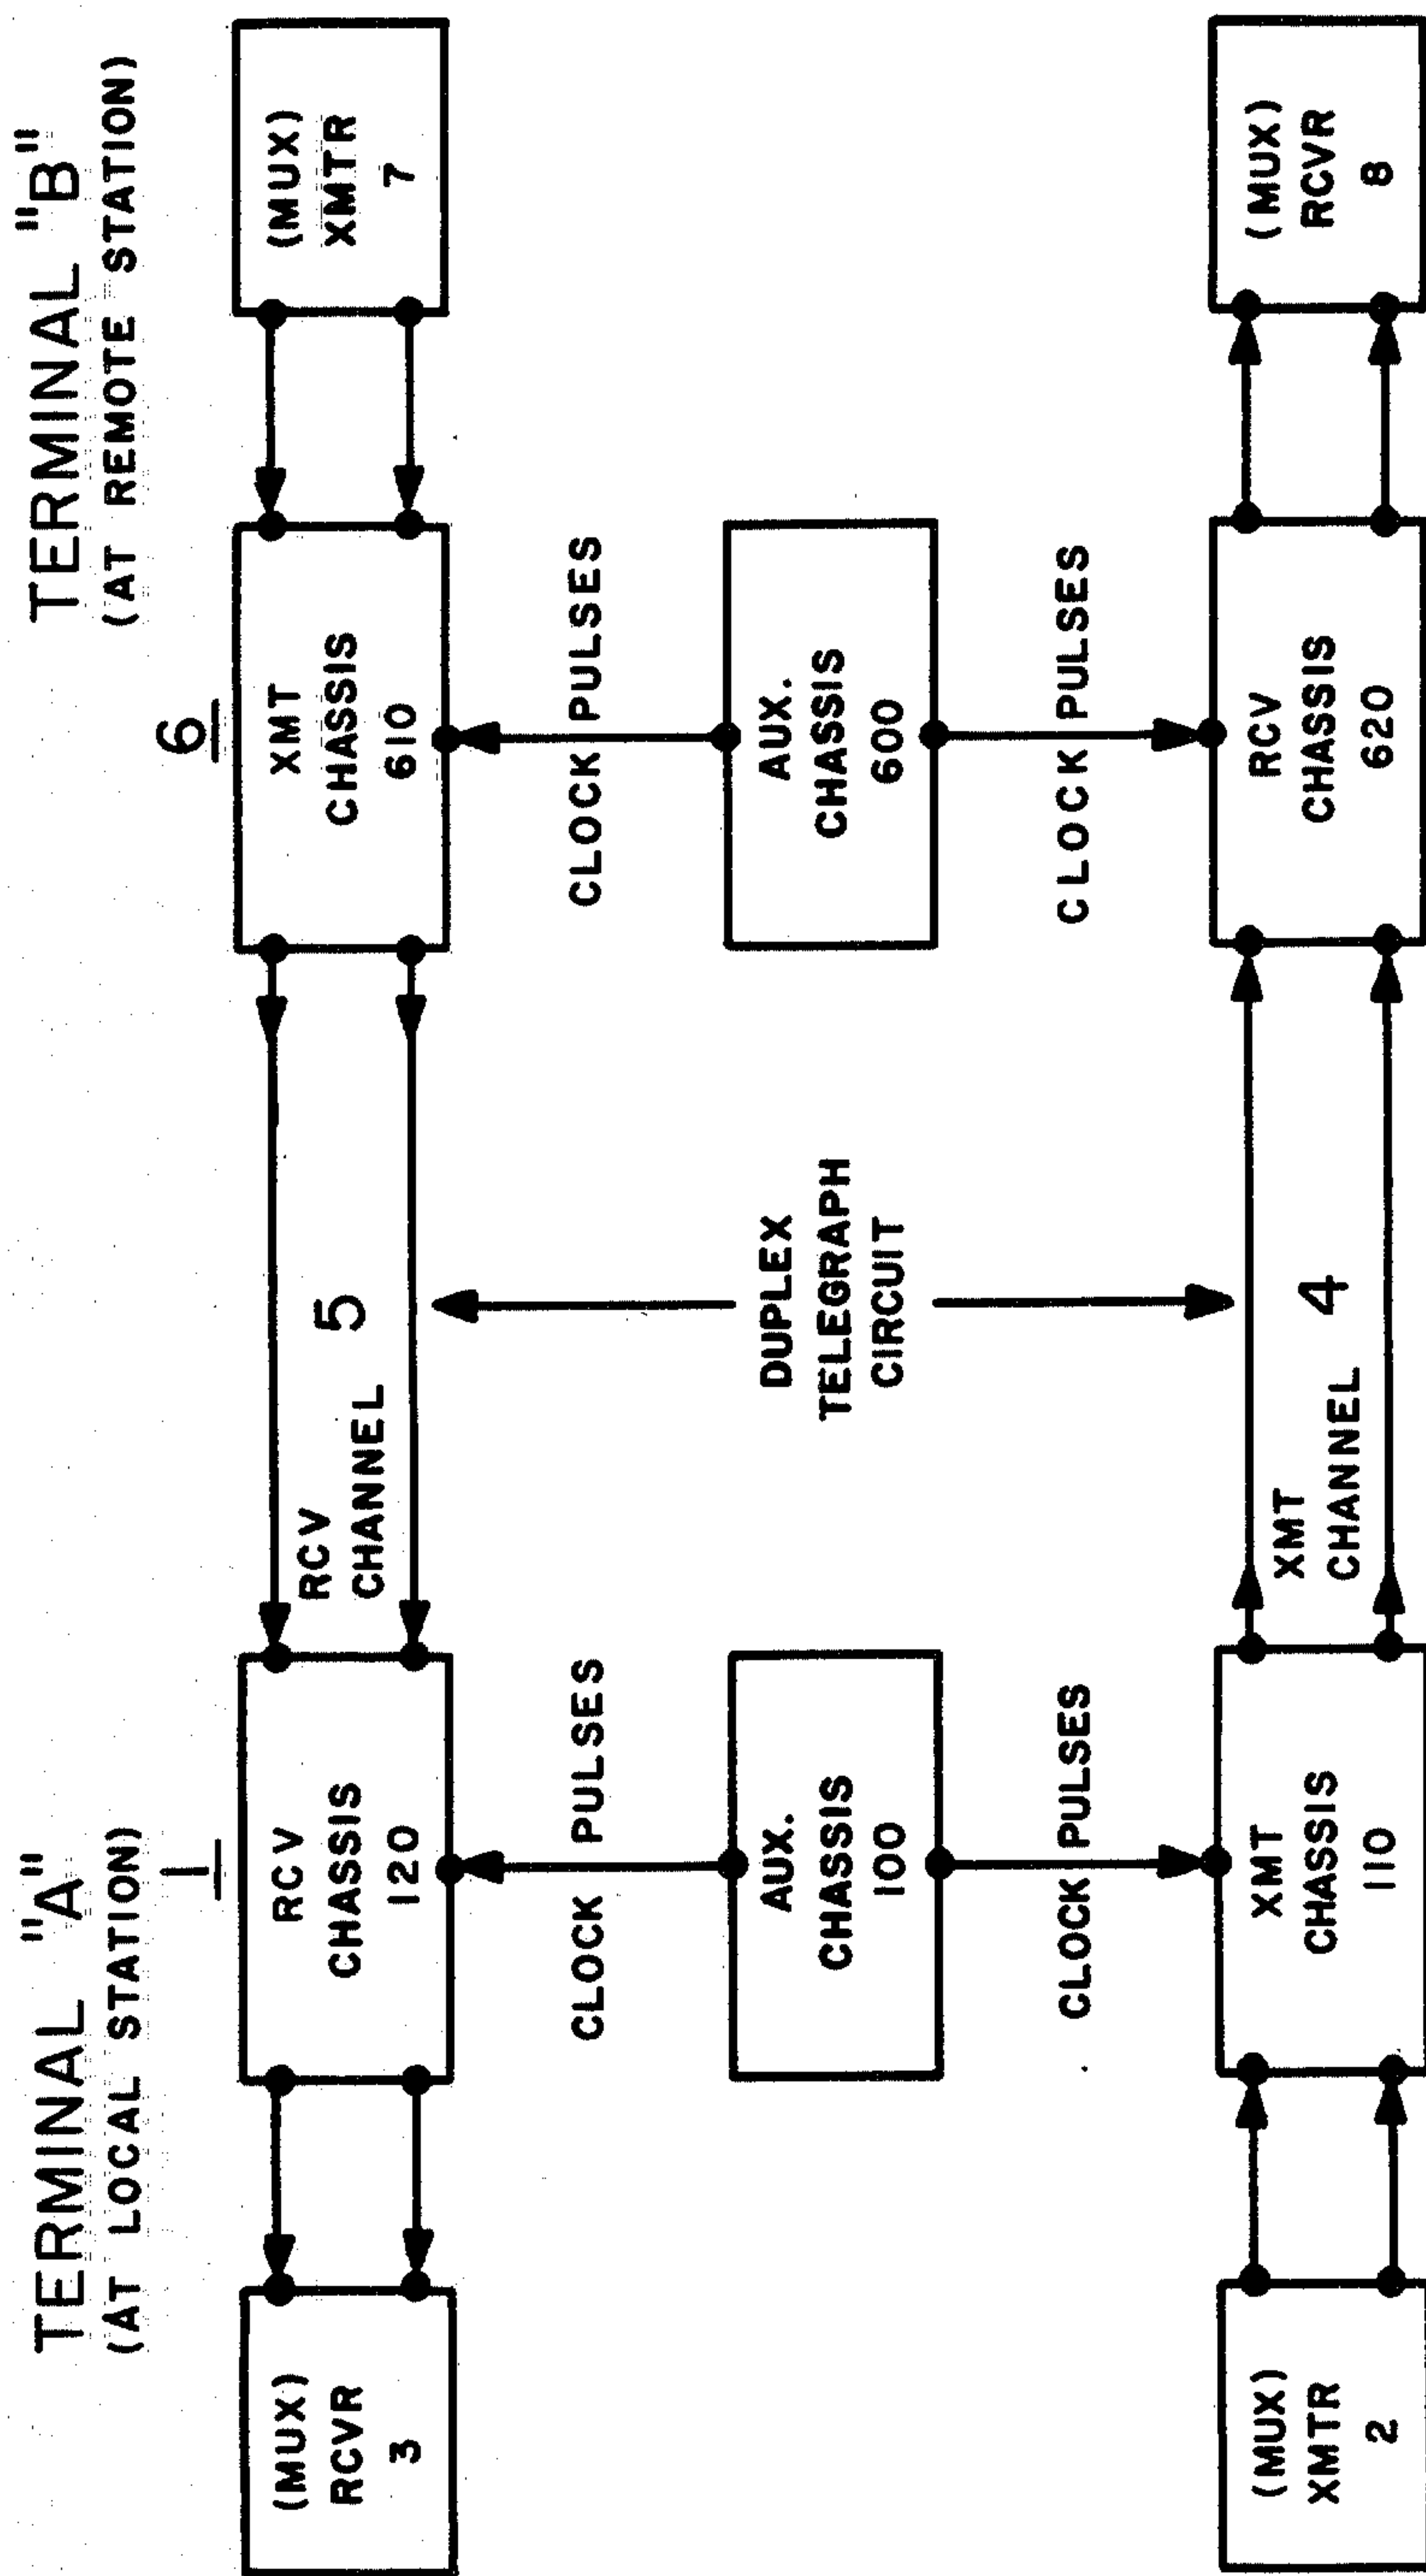 TERMINAL "A"
(AT LOCAL STATION)
1
TERMINAL "B"
(AT REMOTE STATION)
6
(MUX)
RCVR
3
RCV
CHASSIS
120
RCV
CHANNEL
5
XMT
CHASSIS
610
(MUX)
XMTR
7
CLOCK PULSES
CLOCK PULSES
AUX.
CHASSIS
100
DUPLEX
TELEGRAPH
CIRCUIT
AUX.
CHASSIS
600
CLOCK PULSES
CLOCK PULSES
(MUX)
XMTR
2
XMT
CHASSIS
110
XMT
CHANNEL
4
RCV
CHASSIS
620
(MUX)
RCVR
8